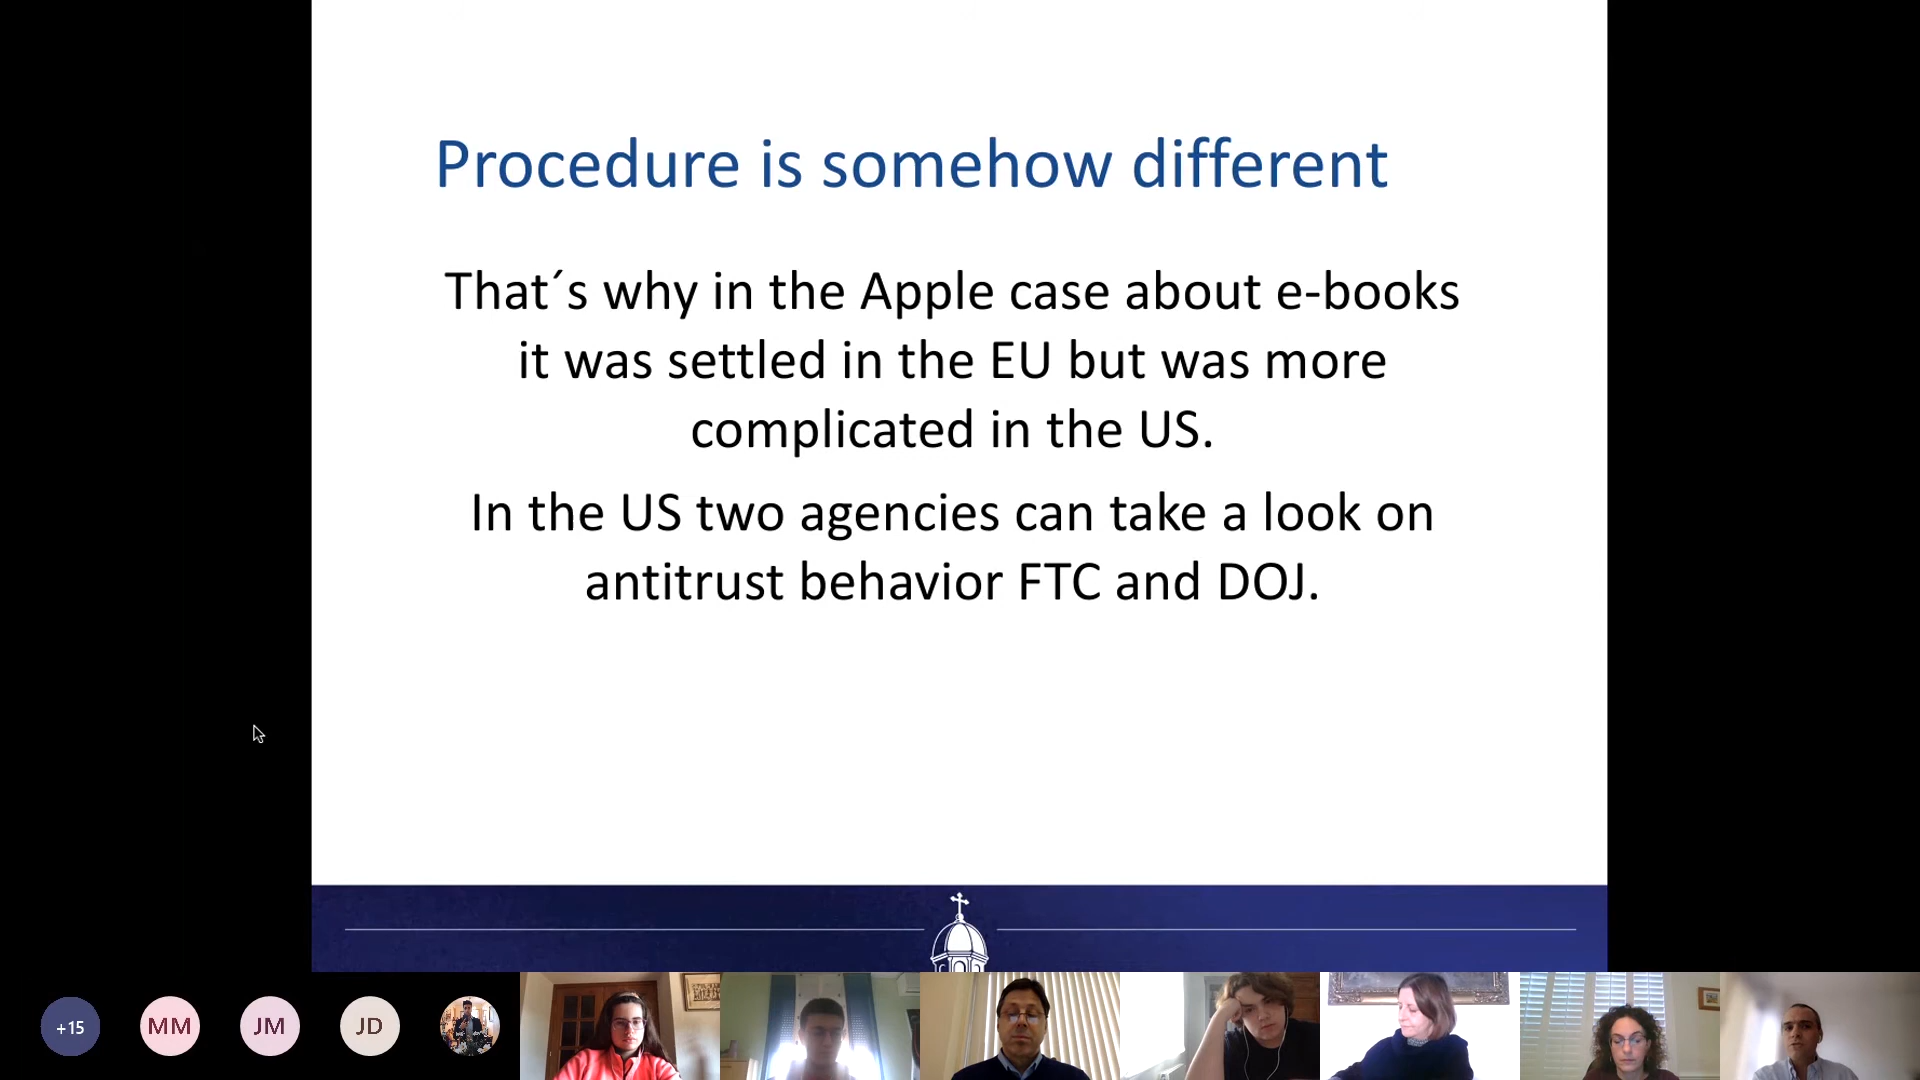 Procedure is somehow different
That´s why in the Apple case about e-books
it was settled in the EU but was more
complicated in the US.
In the US two agencies can take a look on
antitrust behavior FTC and DOJ.
+15
MM
JM
JD